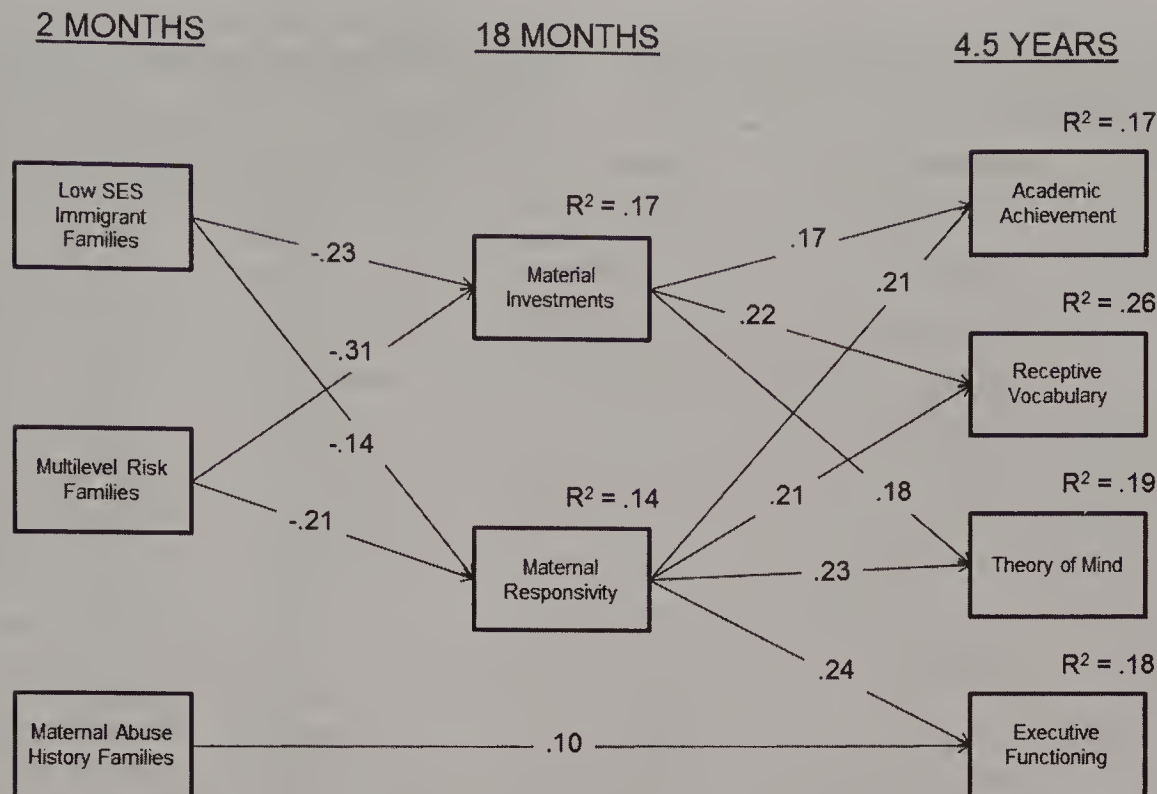 2 MONTHS
18 MONTHS
4.5 YEARS
R² = .17
Low SES
Immigrant
Families
R² = .17
Academic
Achievement
-.23
.17
Material
Investments
.21
R² = .26
.22
-.31
Receptive
Vocabulary
-.14
Multilevel Risk
Families
R² = .14
.21
.18
R² = .19
-.21
Maternal
Responsivity
.23
Theory of Mind
.24
R² = .18
Maternal Abuse
History Families
.10
Executive
Functioning